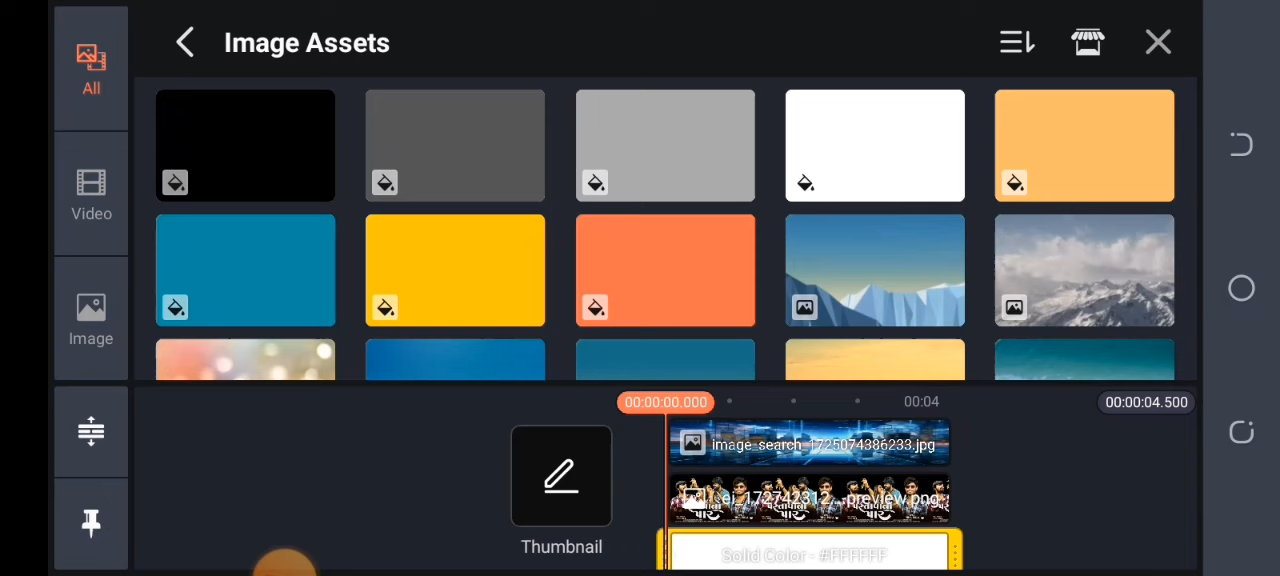 Image Assets
All
Video
Image
00:00:00.000
00:04
00:00:04.500
image_search_1725074386233.jpg
Thumbnail
Solid Color - #FFFFFF